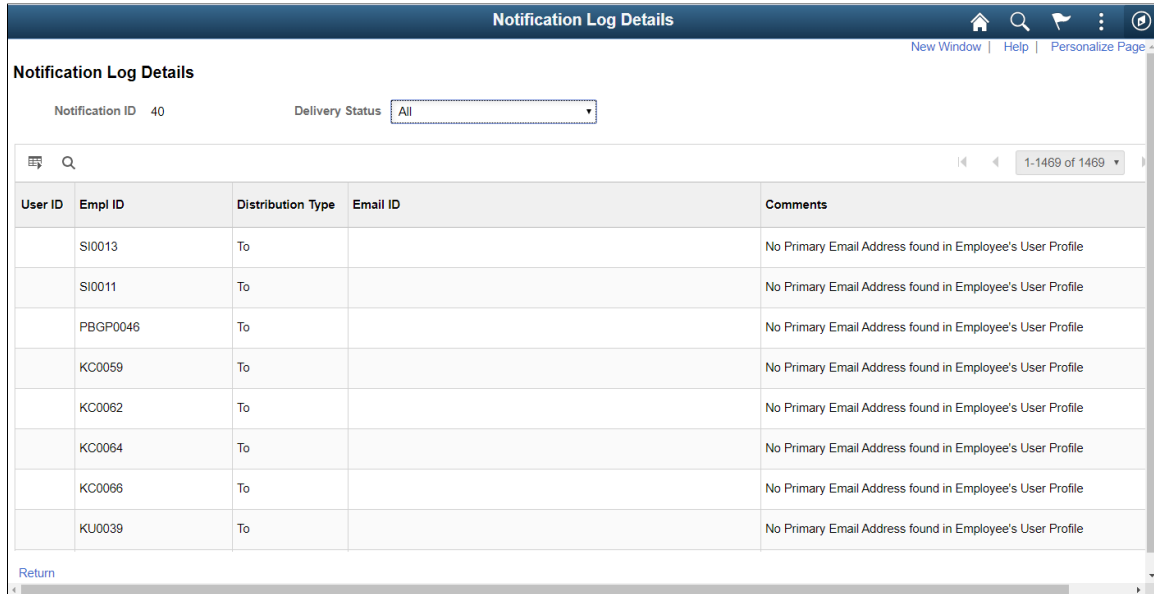 Notification Log Details
New Window | Help | Personalize Page
Notification Log Details
Notification ID 40 Delivery Status All
1-1469 of 1469
User ID Empl ID Distribution Type Email ID Comments
SI0013 To No Primary Email Address found in Employee's User Profile
SI0011 To No Primary Email Address found in Employee's User Profile
PBGP0046 To No Primary Email Address found in Employee's User Profile
KC0059 To No Primary Email Address found in Employee's User Profile
KC0062 To No Primary Email Address found in Employee's User Profile
KC0064 To No Primary Email Address found in Employee's User Profile
KC0066 To No Primary Email Address found in Employee's User Profile
KU0039 To No Primary Email Address found in Employee's User Profile
Return